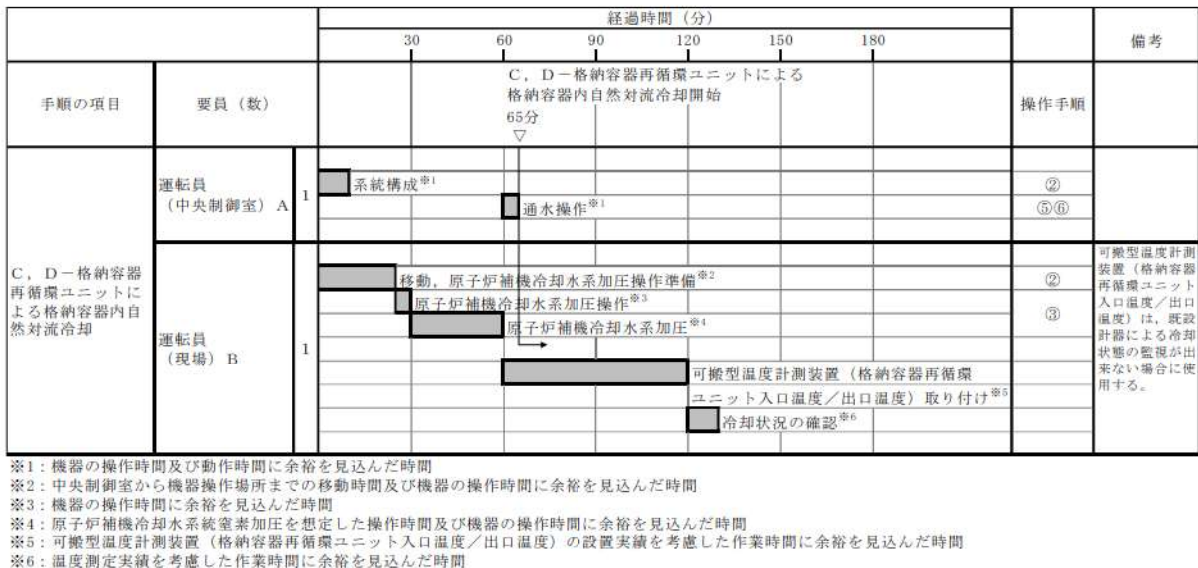 経過時間（分）
備考
30 60 90 120 150 180
手順の項目
要員（数）
C，D－格納容器再循環ユニットによる
格納容器内自然対流冷却開始
65分
▽
操作手順
C，D－格納容器
再循環ユニットに
よる格納容器内自
然対流冷却
運転員
（中央制御室）A
1
系統構成※1
②
通水操作※1
⑤⑥
運転員
（現場）B
1
移動，原子炉補機冷却水系加圧操作準備※2
②
原子炉補機冷却水系加圧操作※3
③
原子炉補機冷却水系加圧※4
可搬型温度計測装置（格納容器再循環
ユニット入口温度／出口温度）取り付け※5
冷却状況の確認※6
可搬型温度計測
装置（格納容器
再循環ユニット
入口温度／出口
温度）は，既設
計器による冷却
状態の監視が出
来ない場合に使
用する。
※1：機器の操作時間及び動作時間に余裕を見込んだ時間
※2：中央制御室から機器操作場所までの移動時間及び機器の操作時間に余裕を見込んだ時間
※3：機器の操作時間に余裕を見込んだ時間
※4：原子炉補機冷却水系統窒素加圧を想定した操作時間及び機器の操作時間に余裕を見込んだ時間
※5：可搬型温度計測装置（格納容器再循環ユニット入口温度／出口温度）の設置実績を考慮した作業時間に余裕を見込んだ時間
※6：温度測定実績を考慮した作業時間に余裕を見込んだ時間